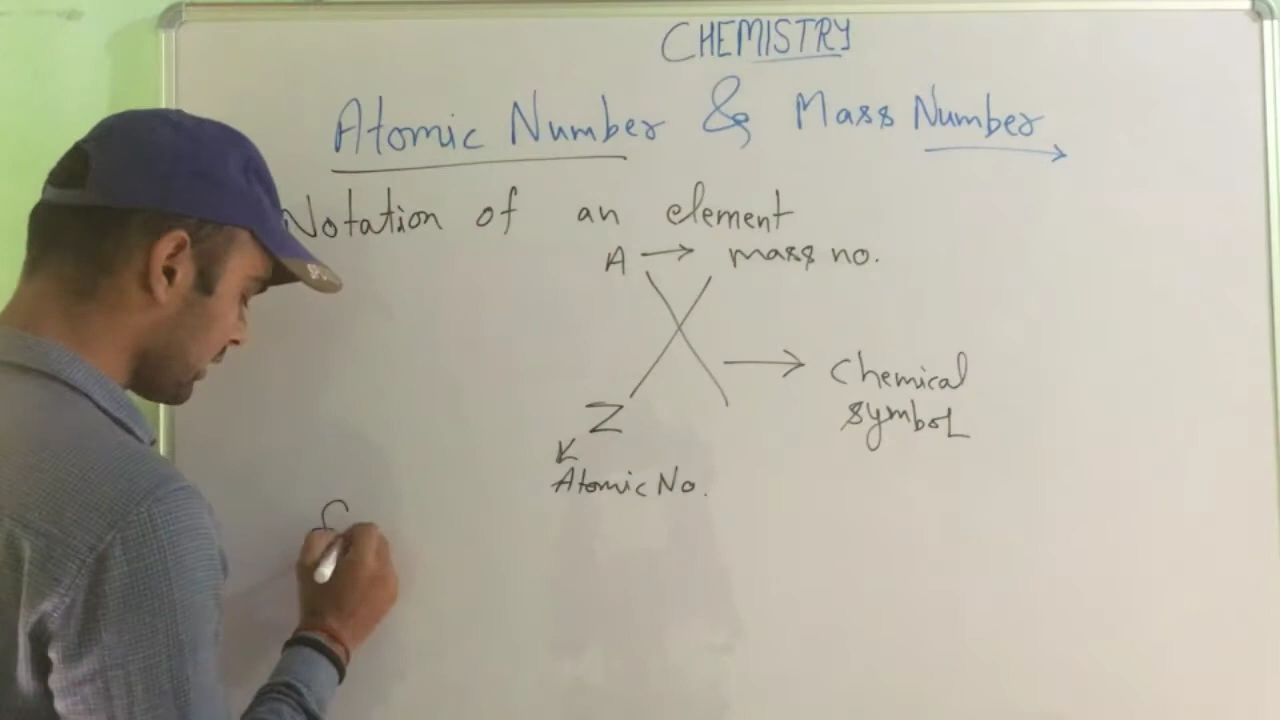 CHEMISTRY
Atomic Number & Mass Number
Notation of an element
A → mass no.
X → Chemical
symbol
Z
Atomic No.
f